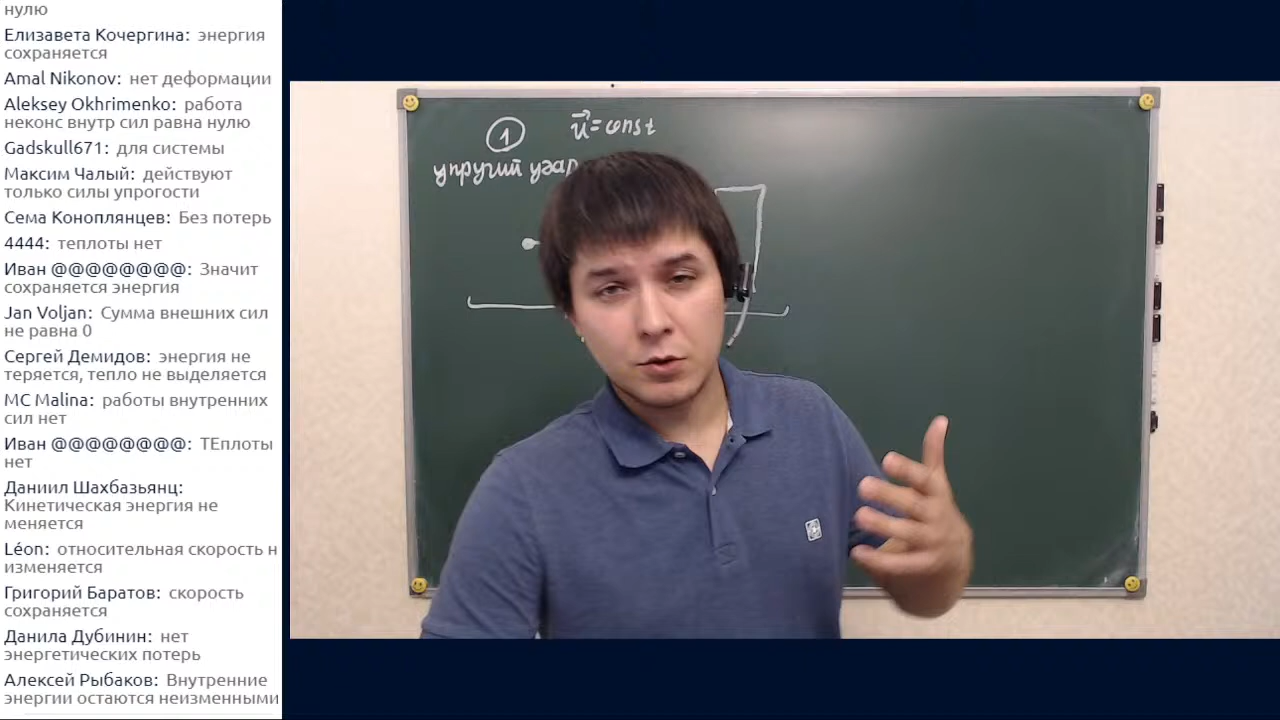 нулю
Елизавета Кочергина: энергия
сохраняется
Amal Nikonov: нет деформации
Aleksey Okhrimenko: работа
неконс внутр сил равна нулю
Gadskull671: для системы
Максим Чалый: действуют
только силы упрогости
Сема Коноплянцев: Без потерь
4444: теплоты нет
Иван @@@@@@@@: Значит
сохраняется энергия
Jan Voljan: Сумма внешних сил
не равна 0
Сергей Демидов: энергия не
теряется, тепло не выделяется
MC Malina: работы внутренних
сил нет
Иван @@@@@@@@: ТЕплоты
нет
Даниил Шахбазьянц:
Кинетическая энергия не
меняется
Léon: относительная скорость н
изменяется
Григорий Баратов: скорость
сохраняется
Данила Дубинин: нет
энергетических потерь
Алексей Рыбаков: Внутренние
энергии остаются неизменными
1 u⃗=const
упругий удар